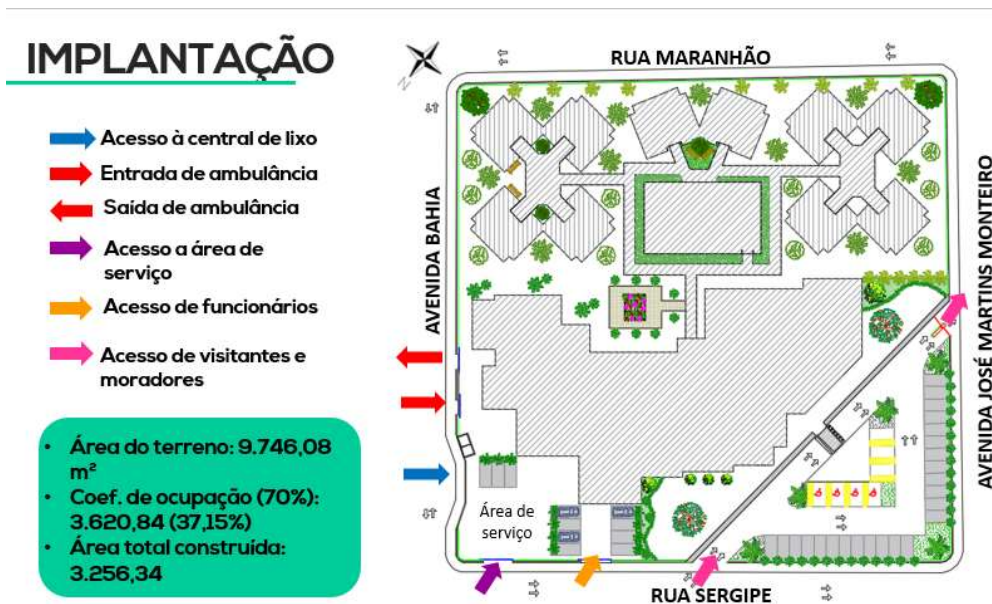 IMPLANTAÇÃO
Acesso à central de lixo
Entrada de ambulância
Saída de ambulância
Acesso a área de
serviço
Acesso de funcionários
Acesso de visitantes e
moradores
• Área do terreno: 9.746,08
m²
• Coef. de ocupação (70%):
3.620,84 (37,15%)
• Área total construída:
3.256,34
N
RUA MARANHÃO
AVENIDA BAHIA
AVENIDA JOSÉ MARTINS MONTEIRO
Área de
serviço
RUA SERGIPE